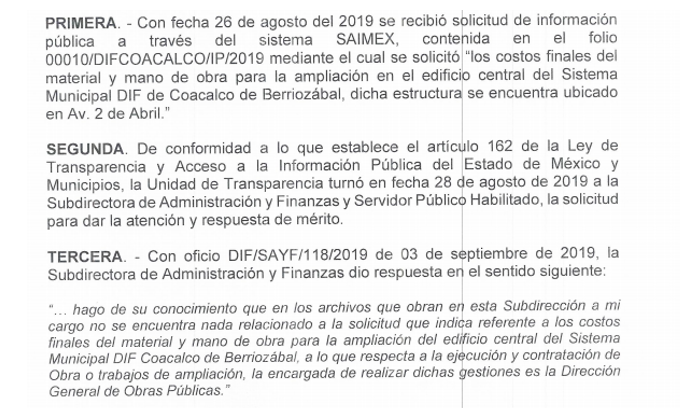 PRIMERA. - Con fecha 26 de agosto del 2019 se recibió solicitud de información
pública a través del sistema SAIMEX, contenida en el folio
00010/DIFCOACALCO/IP/2019 mediante el cual se solicitó “los costos finales del
material y mano de obra para la ampliación en el edificio central del Sistema
Municipal DIF de Coacalco de Berriozábal, dicha estructura se encuentra ubicado
en Av. 2 de Abril.”
SEGUNDA. De conformidad a lo que establece el artículo 162 de la Ley de
Transparencia y Acceso a la Información Pública del Estado de México y
Municipios, la Unidad de Transparencia turnó en fecha 28 de agosto de 2019 a la
Subdirectora de Administración y Finanzas y Servidor Público Habilitado, la solicitud
para dar la atención y respuesta de mérito.
TERCERA. - Con oficio DIF/SAYF/118/2019 de 03 de septiembre de 2019, la
Subdirectora de Administración y Finanzas dio respuesta en el sentido siguiente:
“... hago de su conocimiento que en los archivos que obran en esta Subdirección a mi
cargo no se encuentra nada relacionado a la solicitud que indica referente a los costos
finales del material y mano de obra para la ampliación del edificio central del Sistema
Municipal DIF Coacalco de Berriozábal, a lo que respecta a la ejecución y contratación de
Obra o trabajos de ampliación, la encargada de realizar dichas gestiones es la Dirección
General de Obras Públicas.”